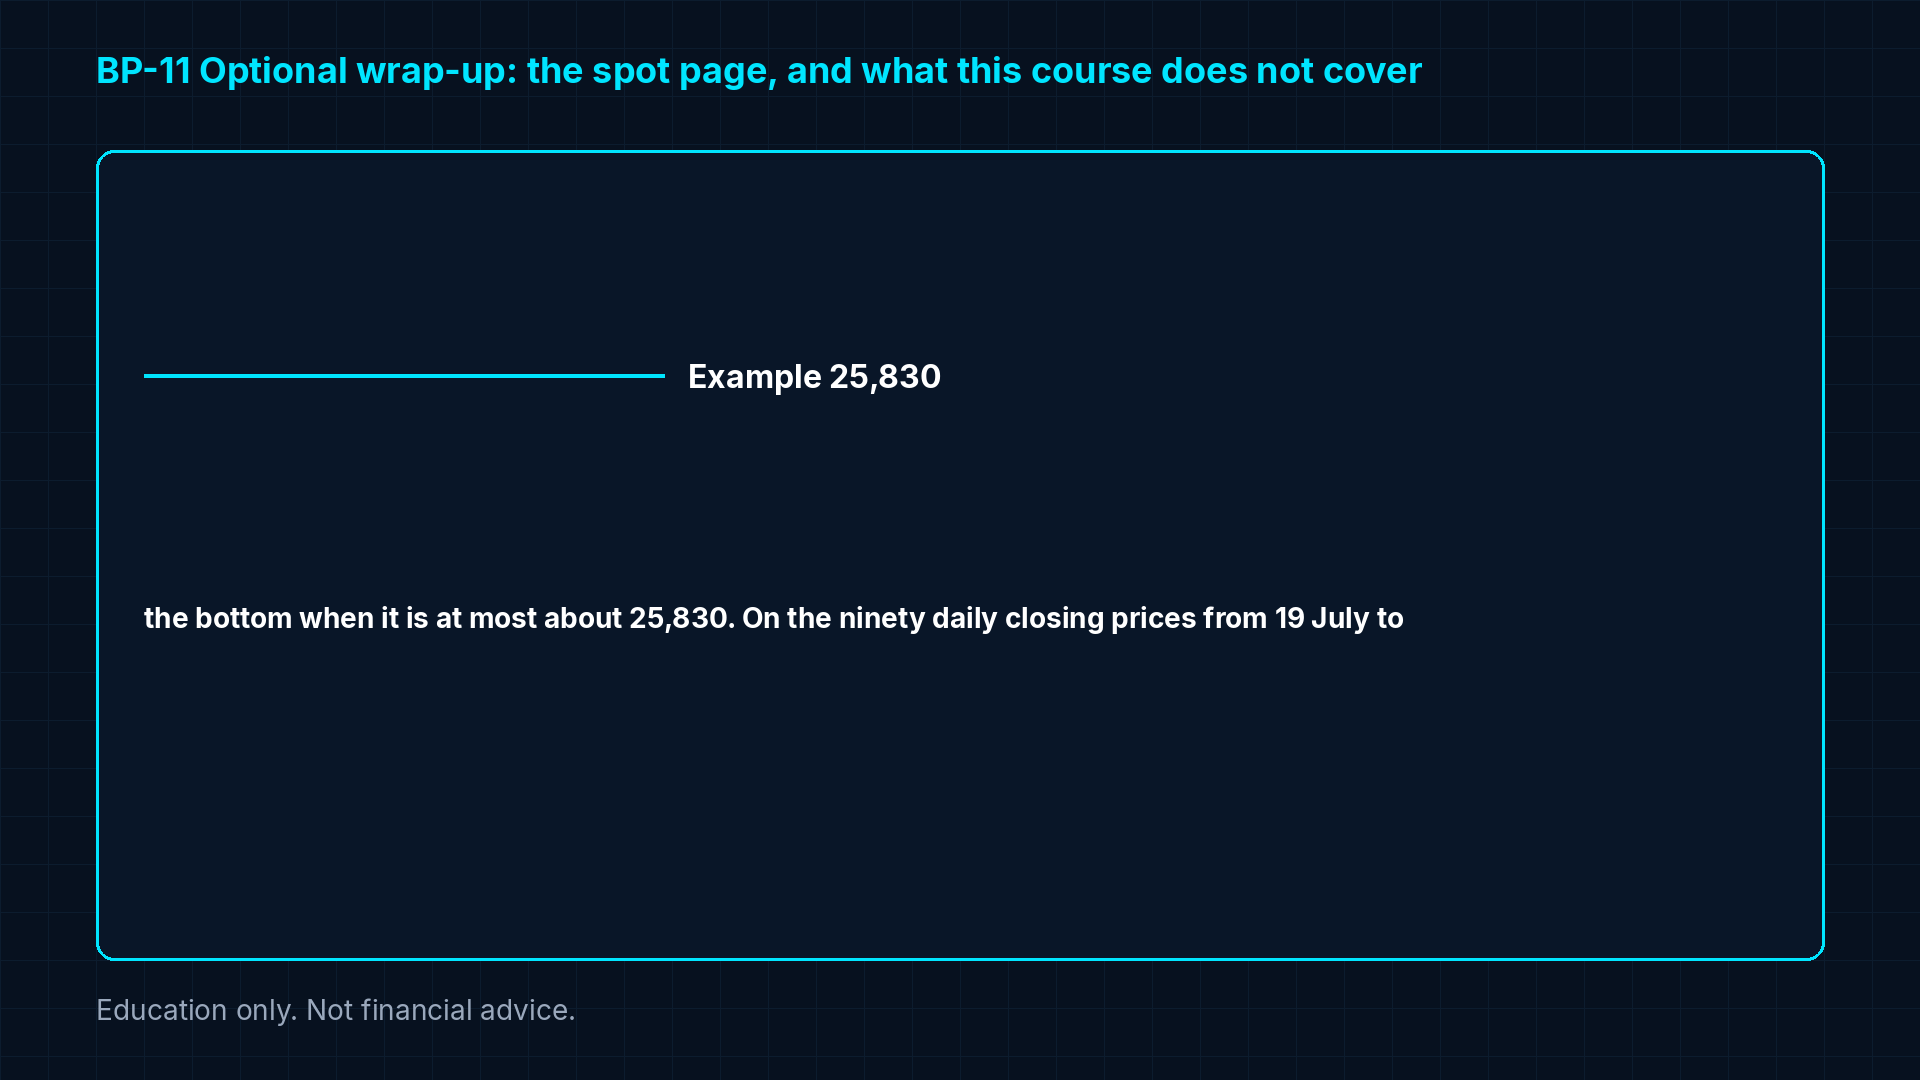 BP-11 Optional wrap-up: the spot page, and what this course does not cover
Example 25,830
the bottom when it is at most about 25,830. On the ninety daily closing prices from 19 July to
Education only. Not financial advice.